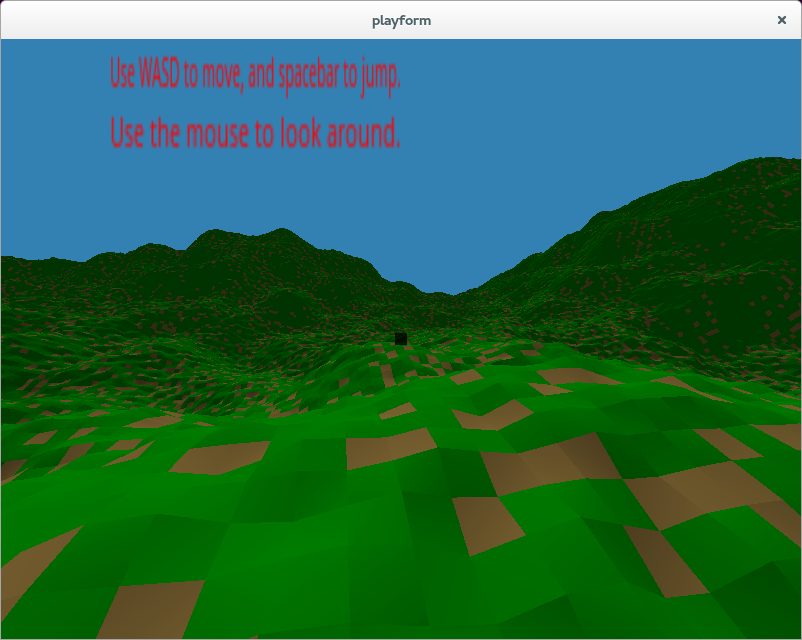 playform
Use WASD to move, and spacebar to jump.
Use the mouse to look around.